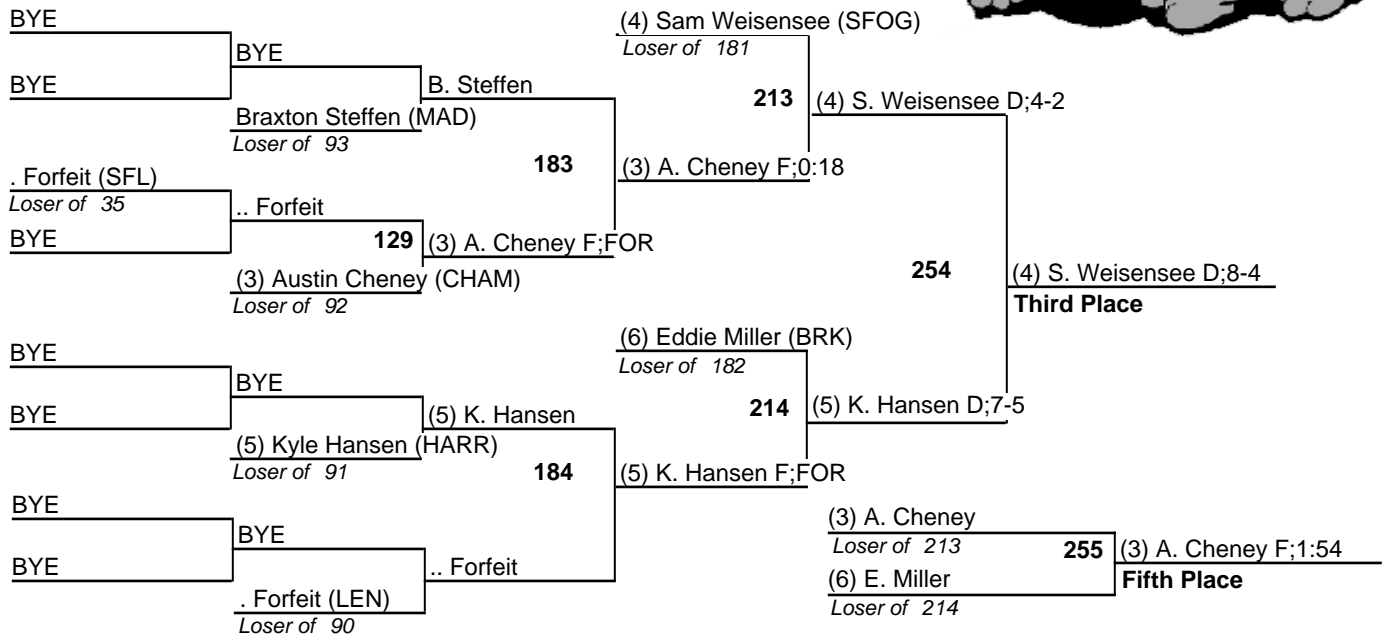 BYE
(4) Sam Weisensee (SFOG)
Loser of 181
BYE
BYE
B. Steffen
213
(4) S. Weisensee D;4-2
Braxton Steffen (MAD)
Loser of 93
183
(3) A. Cheney F;0:18
. Forfeit (SFL)
Loser of 35
.. Forfeit
BYE
129
(3) A. Cheney F;FOR
254
(4) S. Weisensee D;8-4
Third Place
(3) Austin Cheney (CHAM)
Loser of 92
(6) Eddie Miller (BRK)
Loser of 182
BYE
BYE
BYE
(5) K. Hansen
214
(5) K. Hansen D;7-5
(5) Kyle Hansen (HARR)
Loser of 91
184
(5) K. Hansen F;FOR
BYE
BYE
BYE
.. Forfeit
. Forfeit (LEN)
Loser of 90
(3) A. Cheney
Loser of 213
255
(3) A. Cheney F;1:54
Fifth Place
(6) E. Miller
Loser of 214